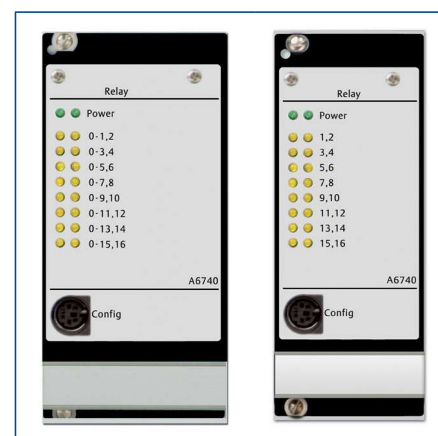 Relay
Power
0-1,2
0-3,4
0-5,6
0-7,8
0-9,10
0-11,12
0-13,14
0-15,16
A6740
Config
Relay
Power
1,2
3,4
5,6
7,8
9,10
11,12
13,14
15,16
A6740
Config